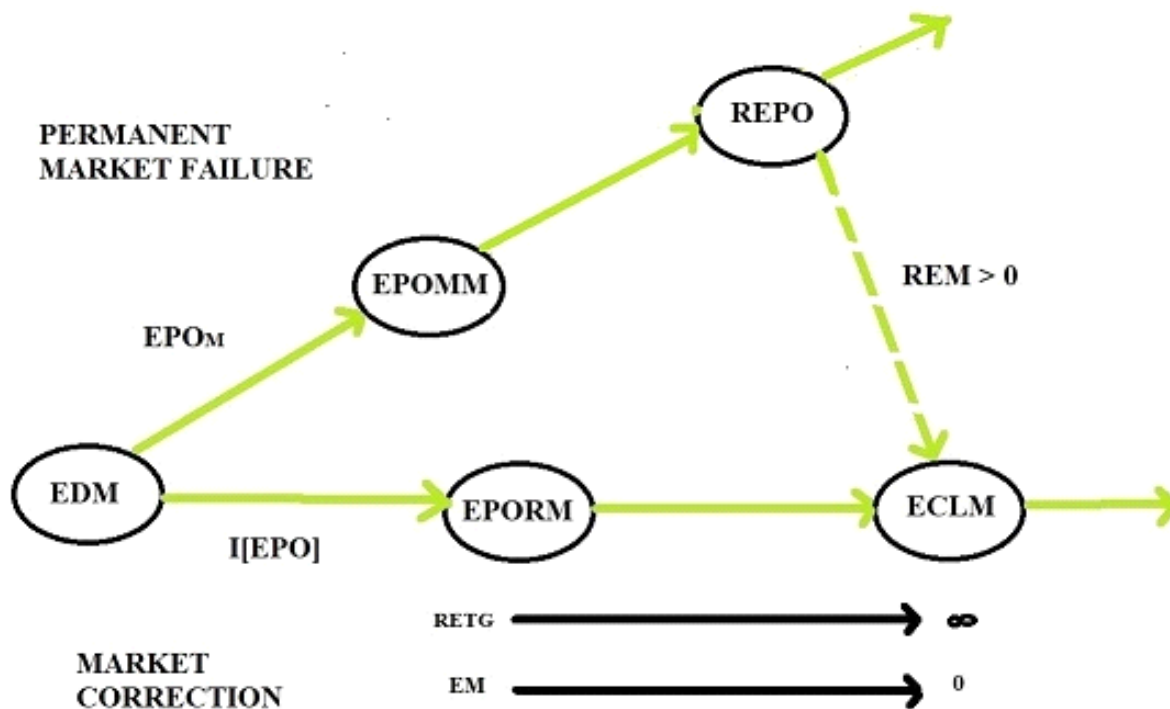 REPO
PERMANENT
MARKET FAILURE
REM > 0
EPOMM
EPOM
EDM
EPORM
ECLM
I[EPO]
RETG ∞
EM 0
MARKET
CORRECTION